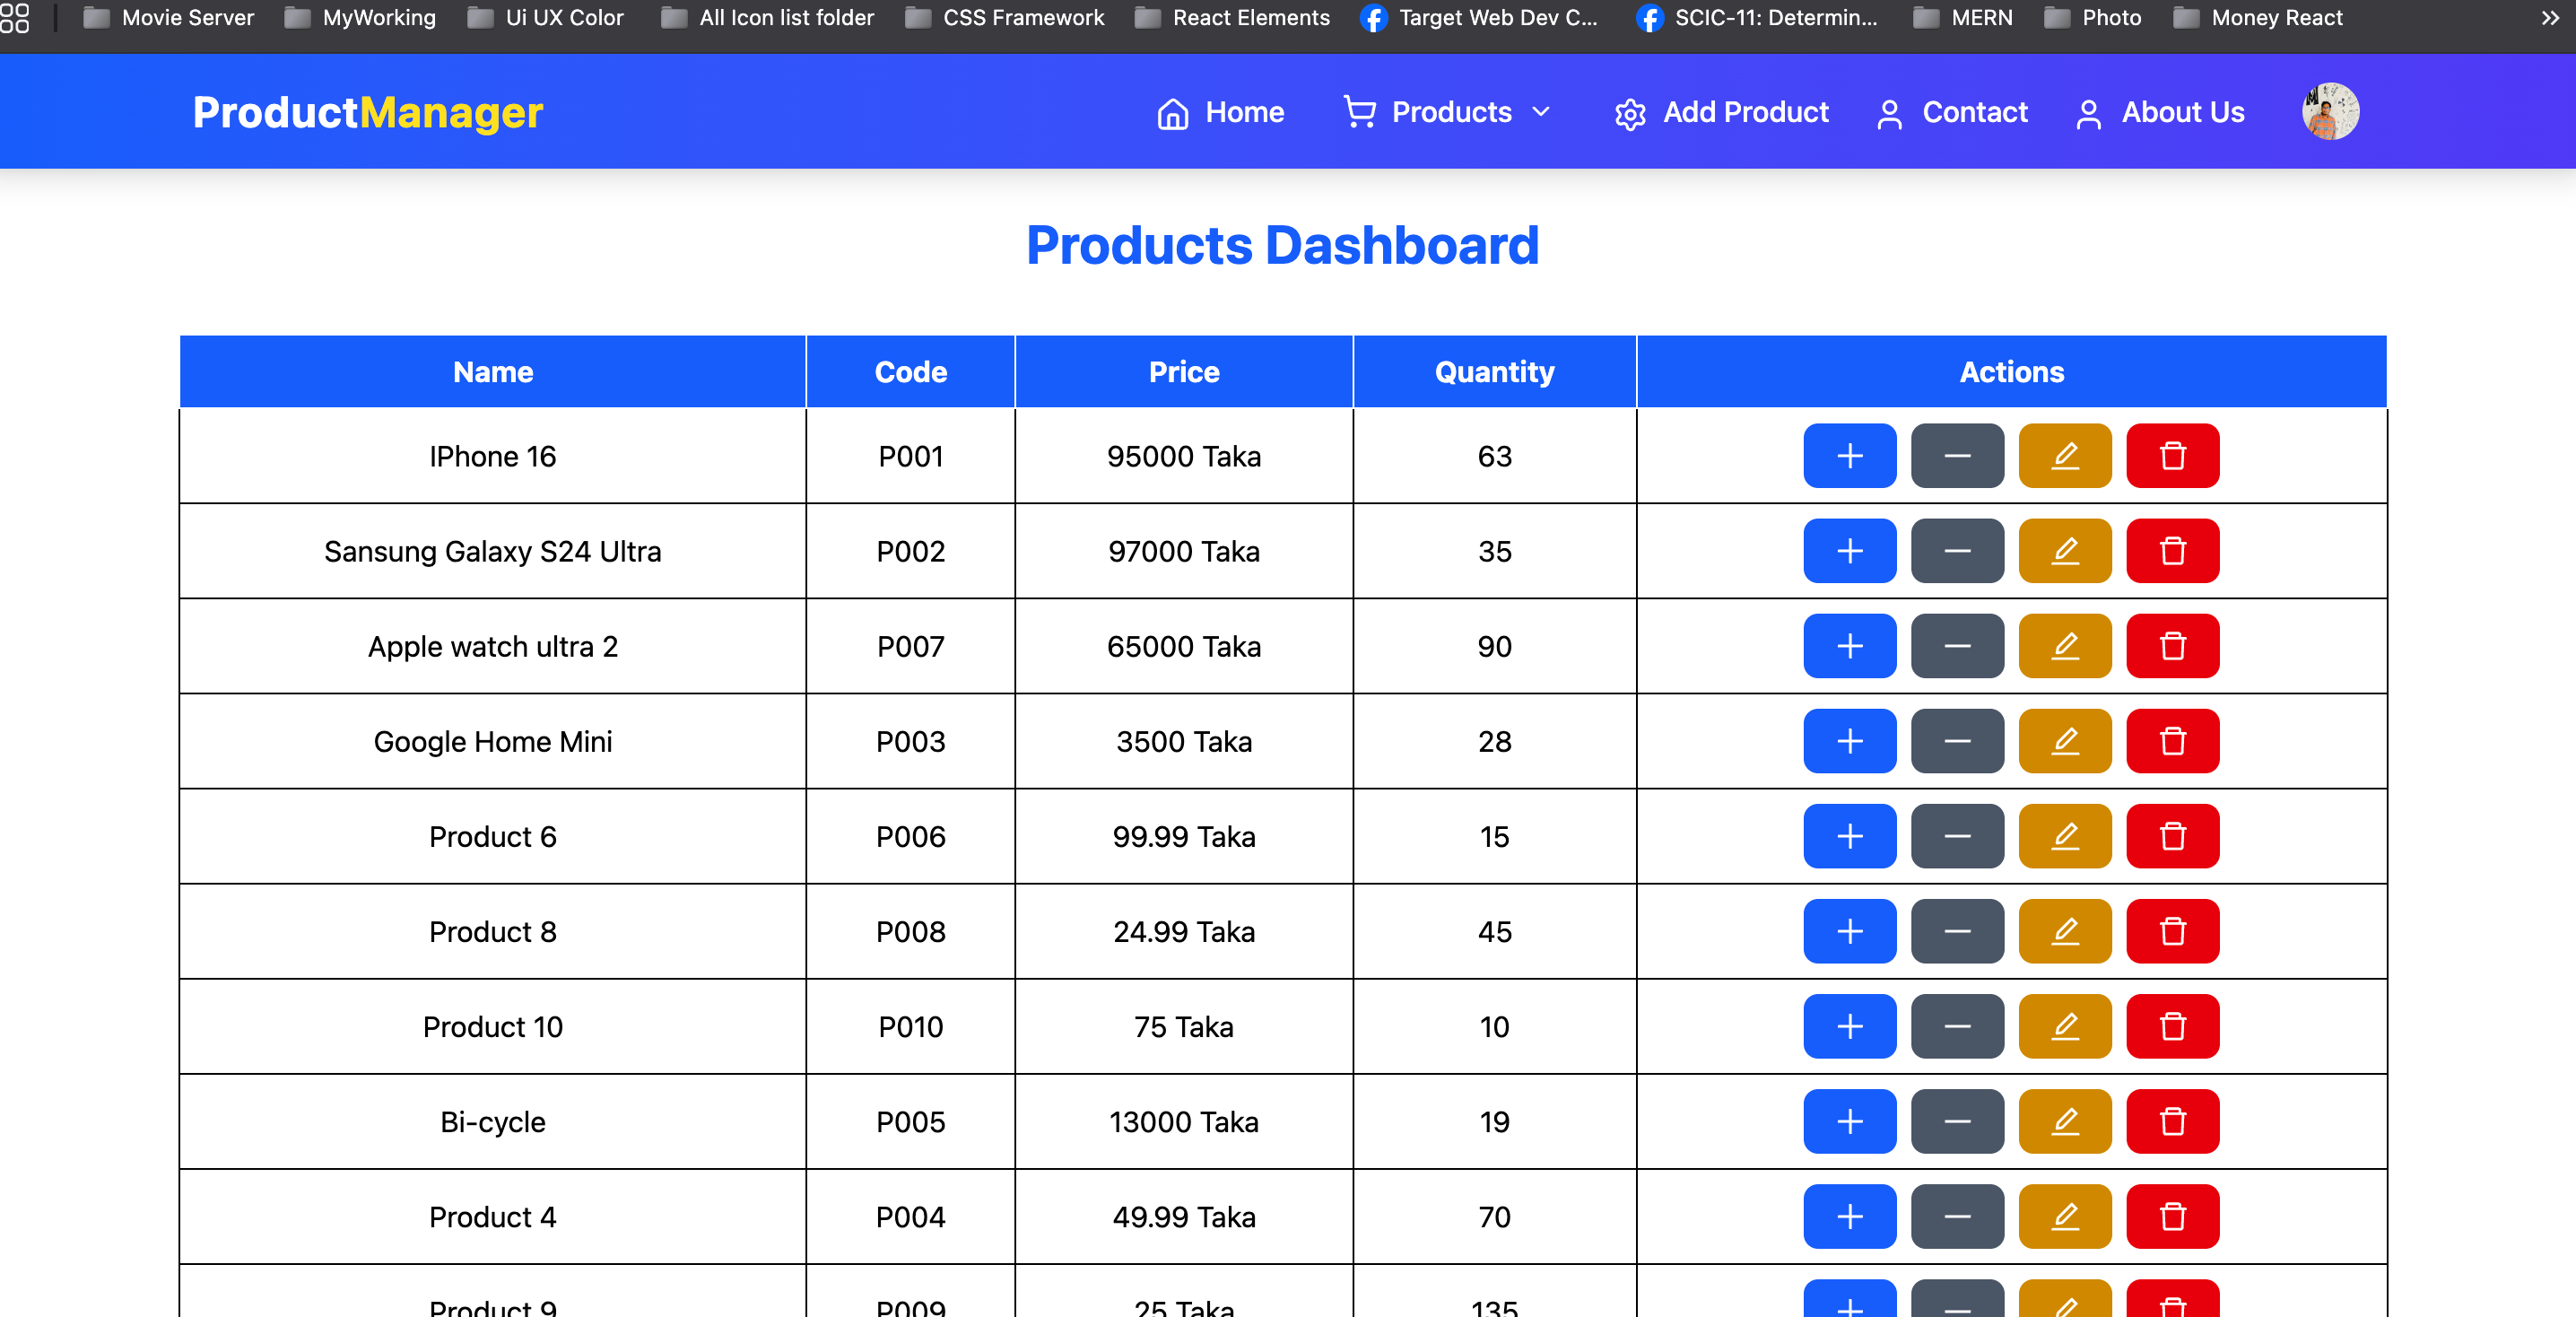 Movie Server MyWorking Ui UX Color All Icon list folder CSS Framework React Elements Target Web Dev C... SCIC-11: Determin... MERN Photo Money React
ProductManager Home Products Add Product Contact About Us
Products Dashboard
Name Code Price Quantity Actions
IPhone 16 P001 95000 Taka 63
Sansung Galaxy S24 Ultra P002 97000 Taka 35
Apple watch ultra 2 P007 65000 Taka 90
Google Home Mini P003 3500 Taka 28
Product 6 P006 99.99 Taka 15
Product 8 P008 24.99 Taka 45
Product 10 P010 75 Taka 10
Bi-cycle P005 13000 Taka 19
Product 4 P004 49.99 Taka 70
Product 9 P009 25 Taka 135